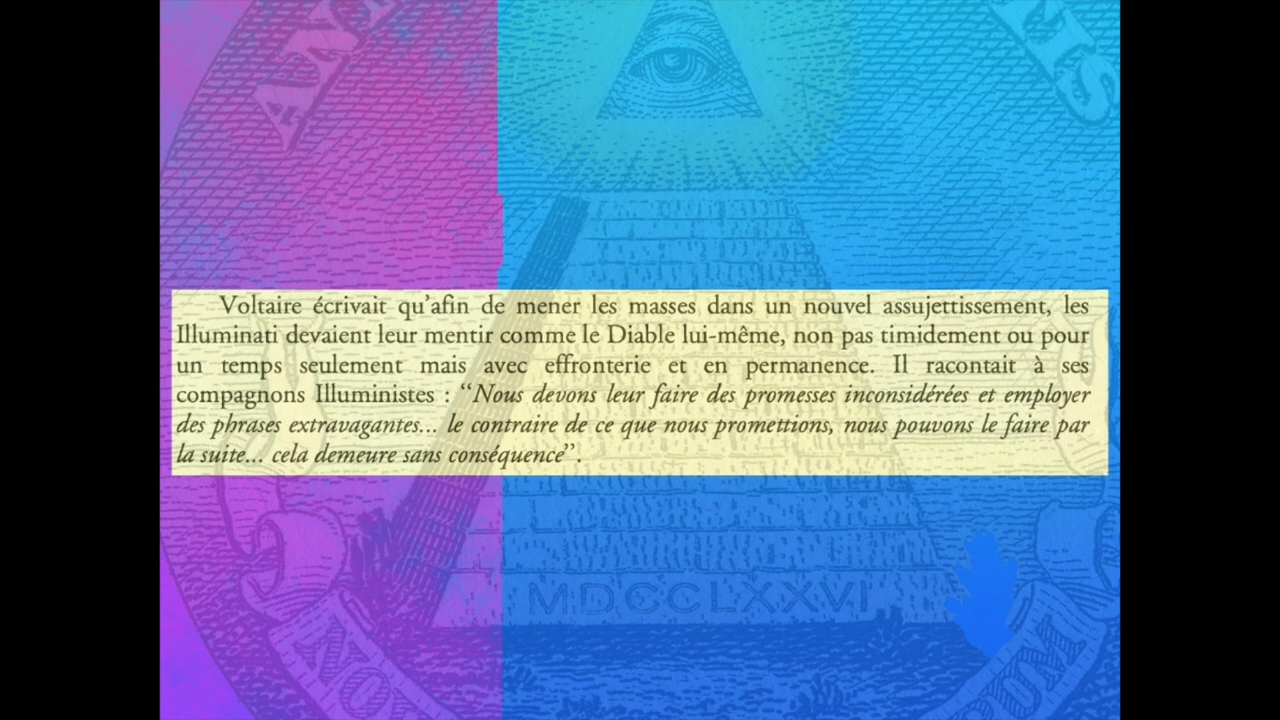 ANN
IS
Voltaire écrivait qu’afin de mener les masses dans un nouvel assujettissement, les
Illuminati devaient leur mentir comme le Diable lui-même, non pas timidement ou pour
un temps seulement mais avec effronterie et en permanence. Il racontait à ses
compagnons Illuministes : “Nous devons leur faire des promesses inconsidérées et employer
des phrases extravagantes... le contraire de ce que nous promettions, nous pouvons le faire par
la suite... cela demeure sans conséquence”.
MDCCLXXVI
NO